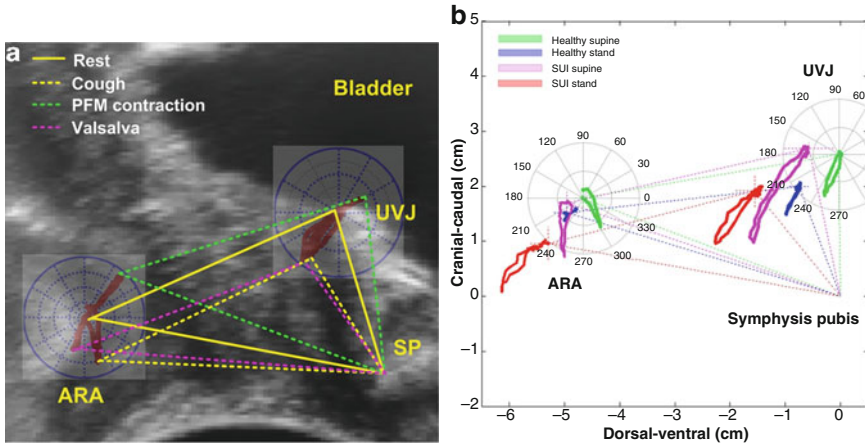 a
Rest
Cough
PFM contraction
Valsalva
Bladder
UVJ
SP
ARA
b
5
4
3
2
1
0
−1
−2
Cranial-caudal (cm)
Healthy supine
Healthy stand
SUI supine
SUI stand
UVJ
90
120
60
150
180
210
240
270
90
120
60
150
30
180
0
210
330
240
300
270
ARA
Symphysis pubis
−6
−5
−4
−3
−2
−1
0
Dorsal-ventral (cm)